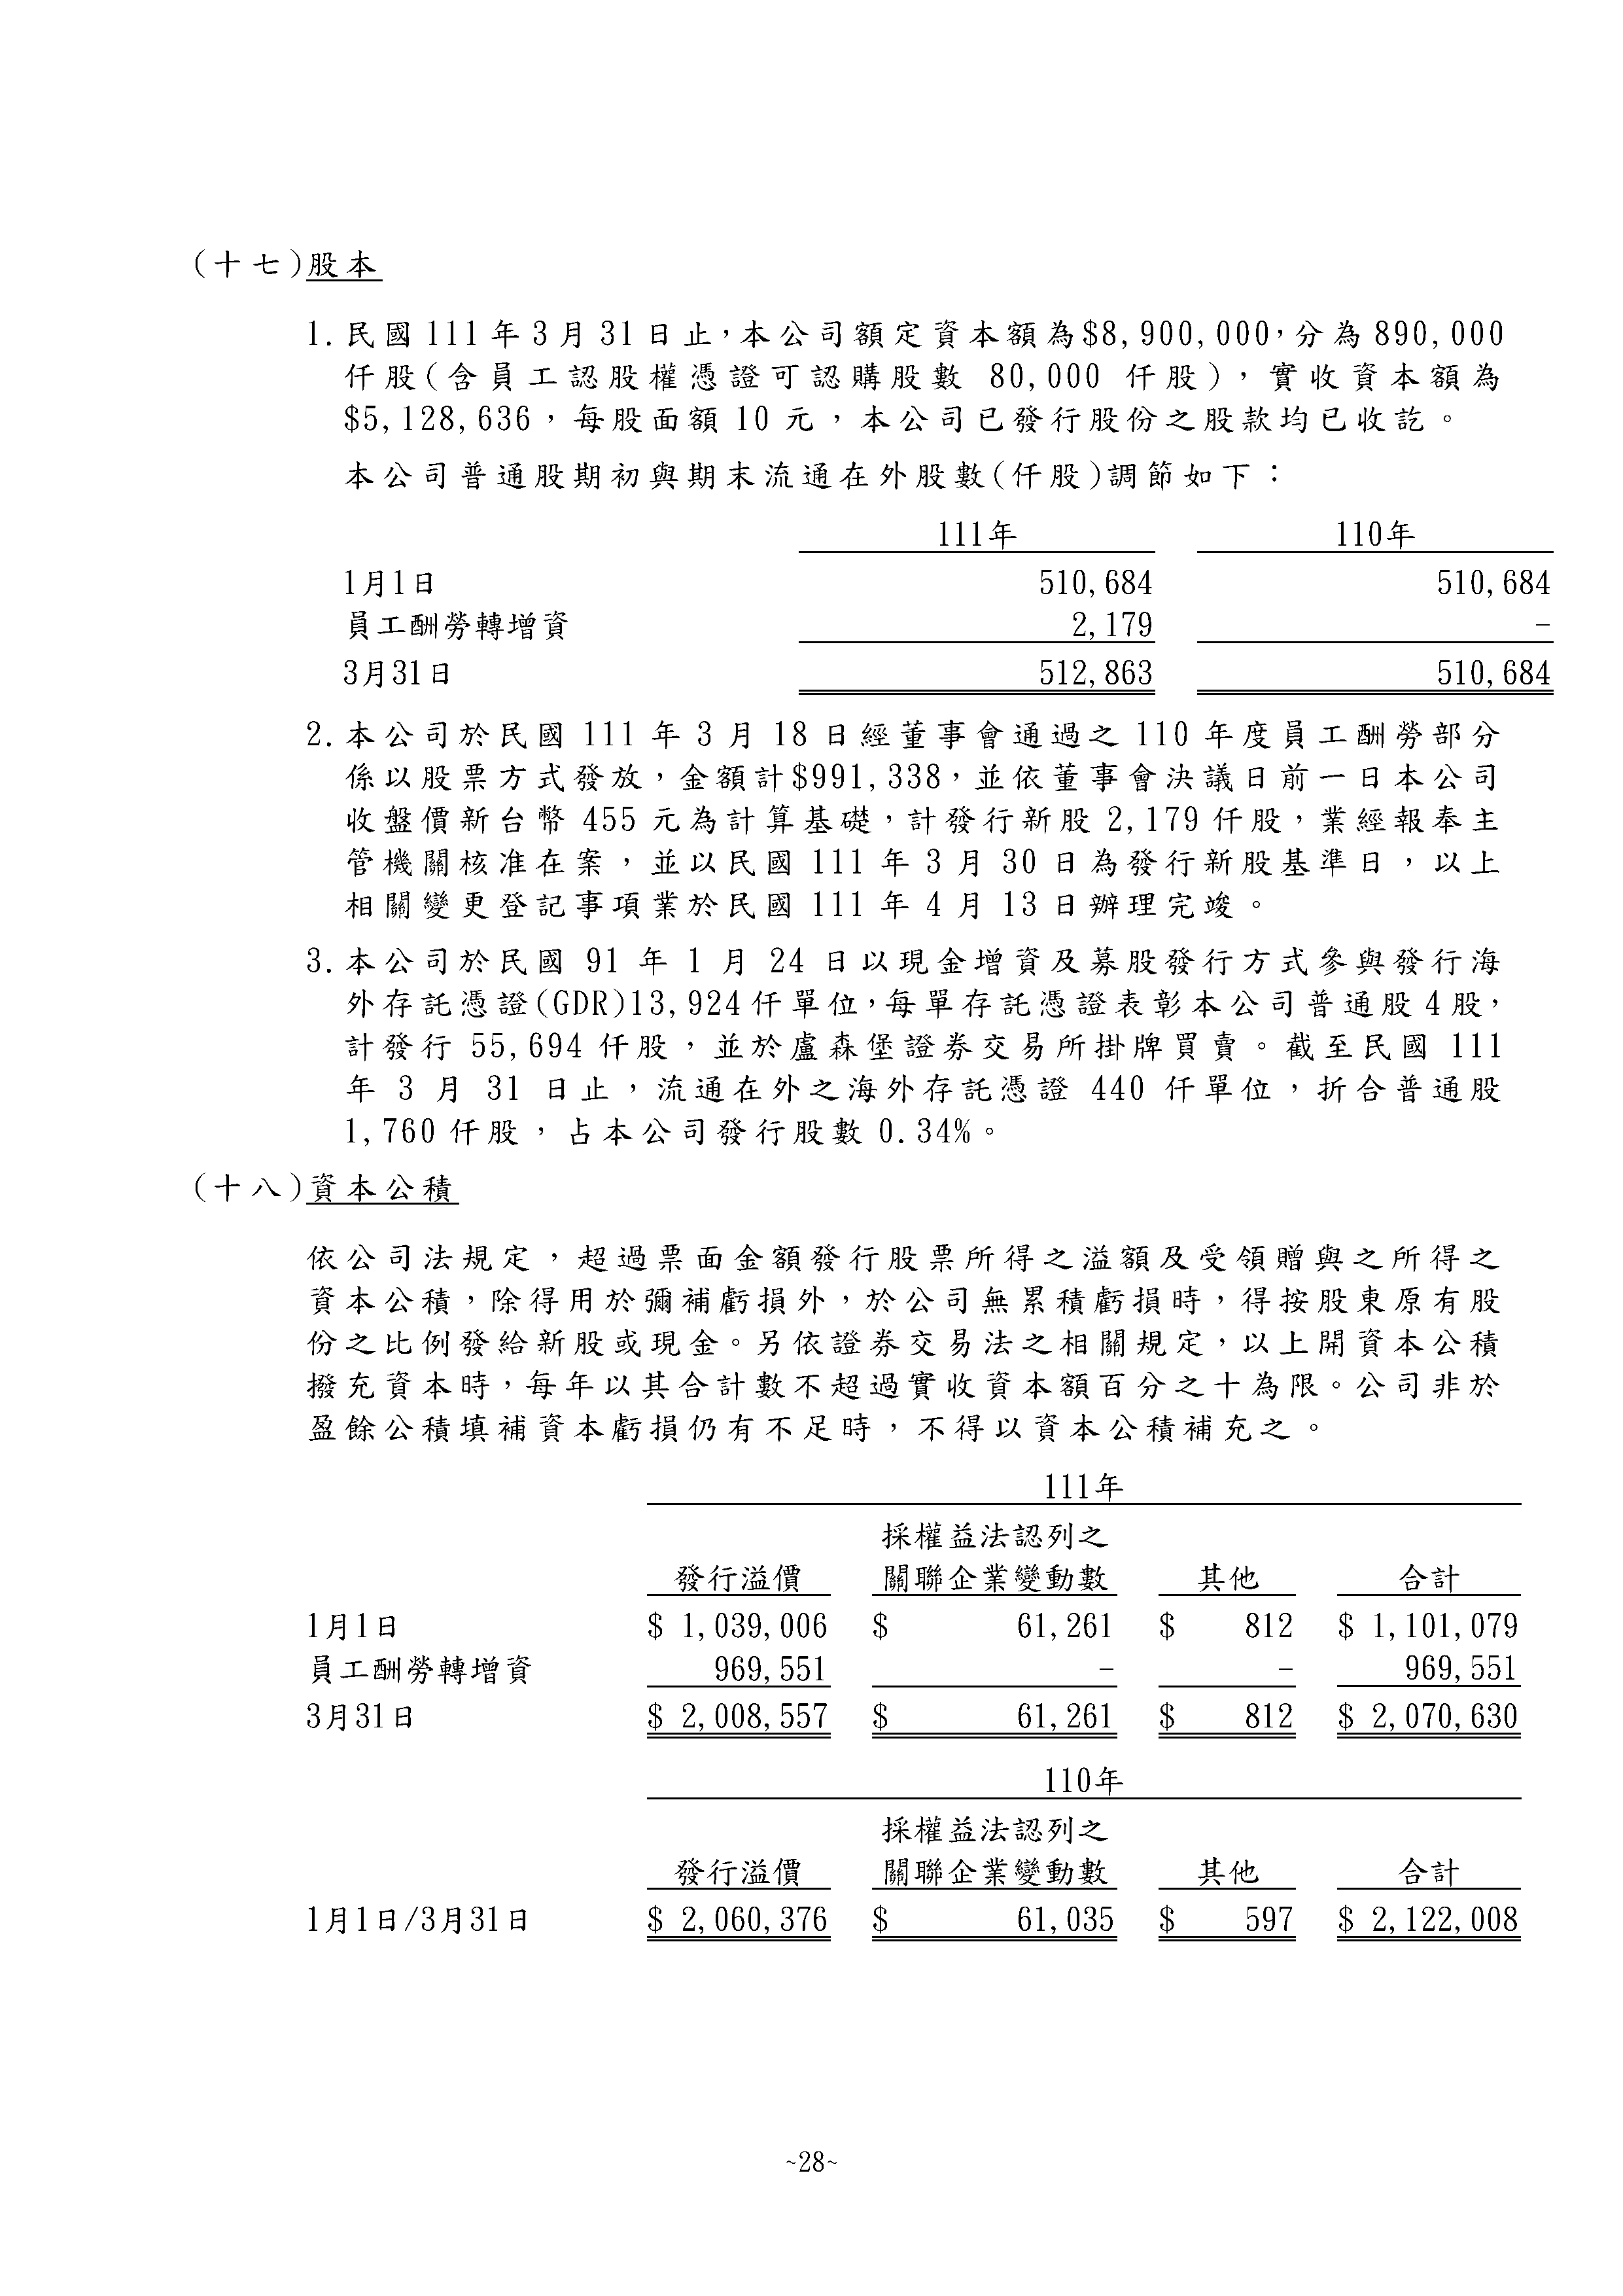 (十七)股本
1.民國 111 年 3 月 31 日止，本公司額定資本額為$8,900,000，分為 890,000
仟股(含員工認股權憑證可認購股數 80,000 仟股)，實收資本額為
$5,128,636，每股面額 10 元，本公司已發行股份之股款均已收訖。
本公司普通股期初與期末流通在外股數(仟股)調節如下：
111年 110年
1月1日 510,684 510,684
員工酬勞轉增資 2,179 -
3月31日 512,863 510,684
2.本公司於民國 111 年 3 月 18 日經董事會通過之 110 年度員工酬勞部分
係以股票方式發放，金額計$991,338，並依董事會決議日前一日本公司
收盤價新台幣 455 元為計算基礎，計發行新股 2,179 仟股，業經報奉主
管機關核准在案，並以民國 111 年 3 月 30 日為發行新股基準日，以上
相關變更登記事項業於民國 111 年 4 月 13 日辦理完竣。
3.本公司於民國 91 年 1 月 24 日以現金增資及募股發行方式參與發行海
外存託憑證(GDR)13,924 仟單位，每單存託憑證表彰本公司普通股 4 股，
計發行 55,694 仟股，並於盧森堡證券交易所掛牌買賣。截至民國 111
年 3 月 31 日止，流通在外之海外存託憑證 440 仟單位，折合普通股
1,760 仟股，占本公司發行股數 0.34%。
(十八)資本公積
依公司法規定，超過票面金額發行股票所得之溢額及受領贈與之所得之
資本公積，除得用於彌補虧損外，於公司無累積虧損時，得按股東原有股
份之比例發給新股或現金。另依證券交易法之相關規定，以上開資本公積
撥充資本時，每年以其合計數不超過實收資本額百分之十為限。公司非於
盈餘公積填補資本虧損仍有不足時，不得以資本公積補充之。
111年
採權益法認列之
發行溢價 關聯企業變動數 其他 合計
1月1日 $ 1,039,006 $ 61,261 $ 812 $ 1,101,079
員工酬勞轉增資 969,551 - - 969,551
3月31日 $ 2,008,557 $ 61,261 $ 812 $ 2,070,630
110年
採權益法認列之
發行溢價 關聯企業變動數 其他 合計
1月1日/3月31日 $ 2,060,376 $ 61,035 $ 597 $ 2,122,008
~28~